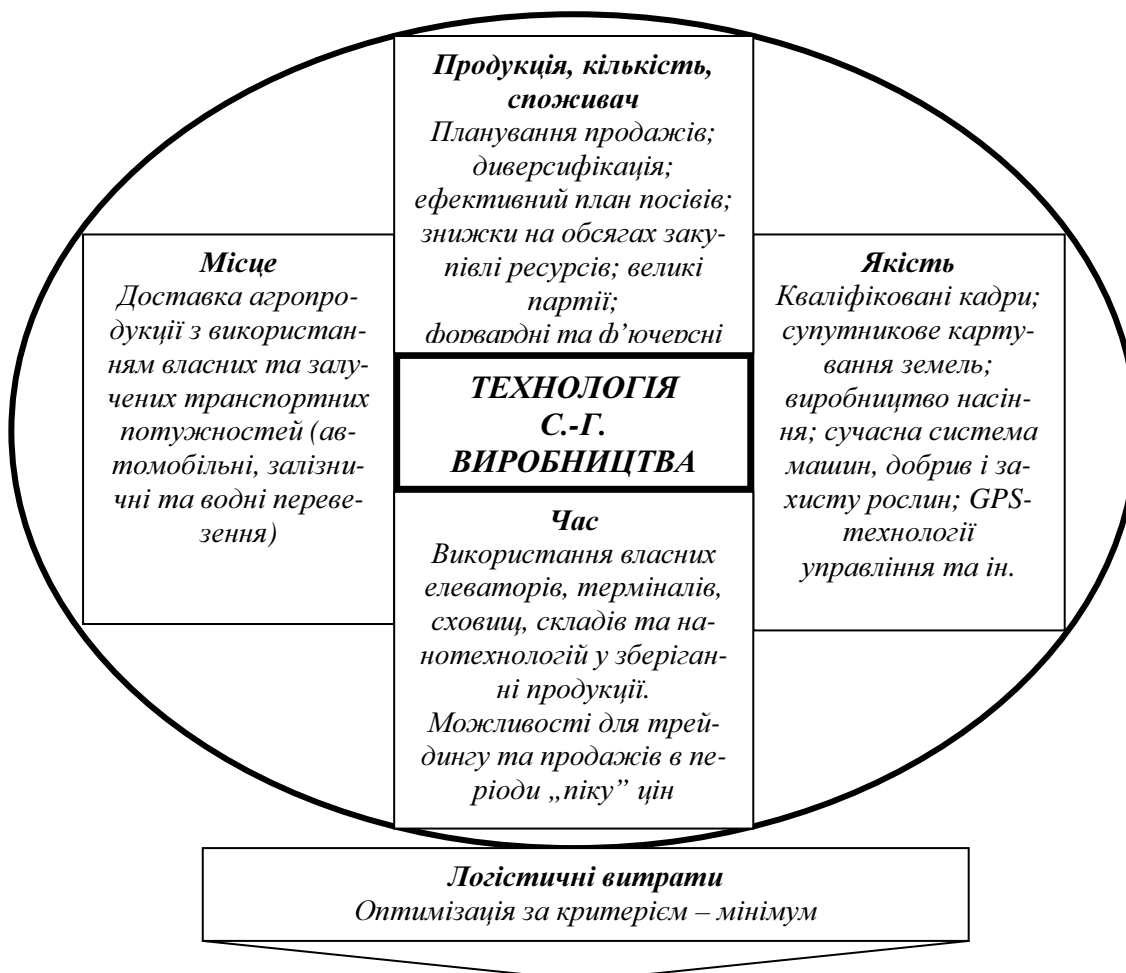 Продукція, кількість,
споживач
Планування продажів;
диверсифікація;
ефективний план посівів;
знижки на обсягах заку-
півлі ресурсів; великі
партії;
форвардні та ф’ючерсні
Місце
Доставка агропро-
дукції з використан-
ням власних та залу-
чених транспортних
потужностей (ав-
томобільні, залізни-
чні та водні переве-
зення)
ТЕХНОЛОГІЯ
С.-Г.
ВИРОБНИЦТВА
Якість
Кваліфіковані кадри;
супутникове карту-
вання земель;
виробництво насін-
ня; сучасна система
машин, добрив і за-
хисту рослин; GPS-
технології
управління та ін.
Час
Використання власних
елеваторів, терміналів,
сховищ, складів та на-
нотехнологій у зберіган-
ні продукції.
Можливості для трей-
дингу та продажів в пе-
ріоди „піку” цін
Логістичні витрати
Оптимізація за критерієм – мінімум